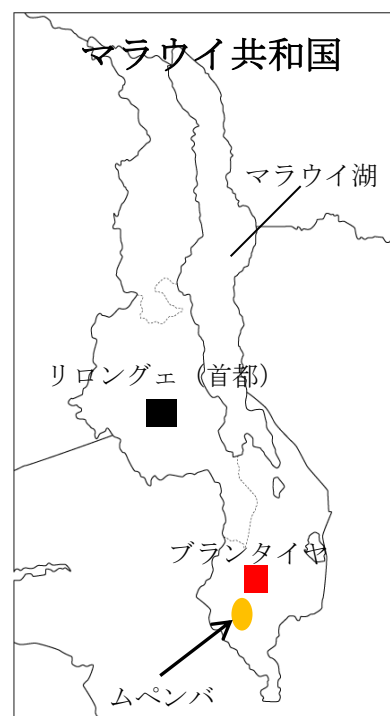 マラウイ共和国
マラウイ湖
リロングェ（首都）
ブランタイヤ
ムペンバ